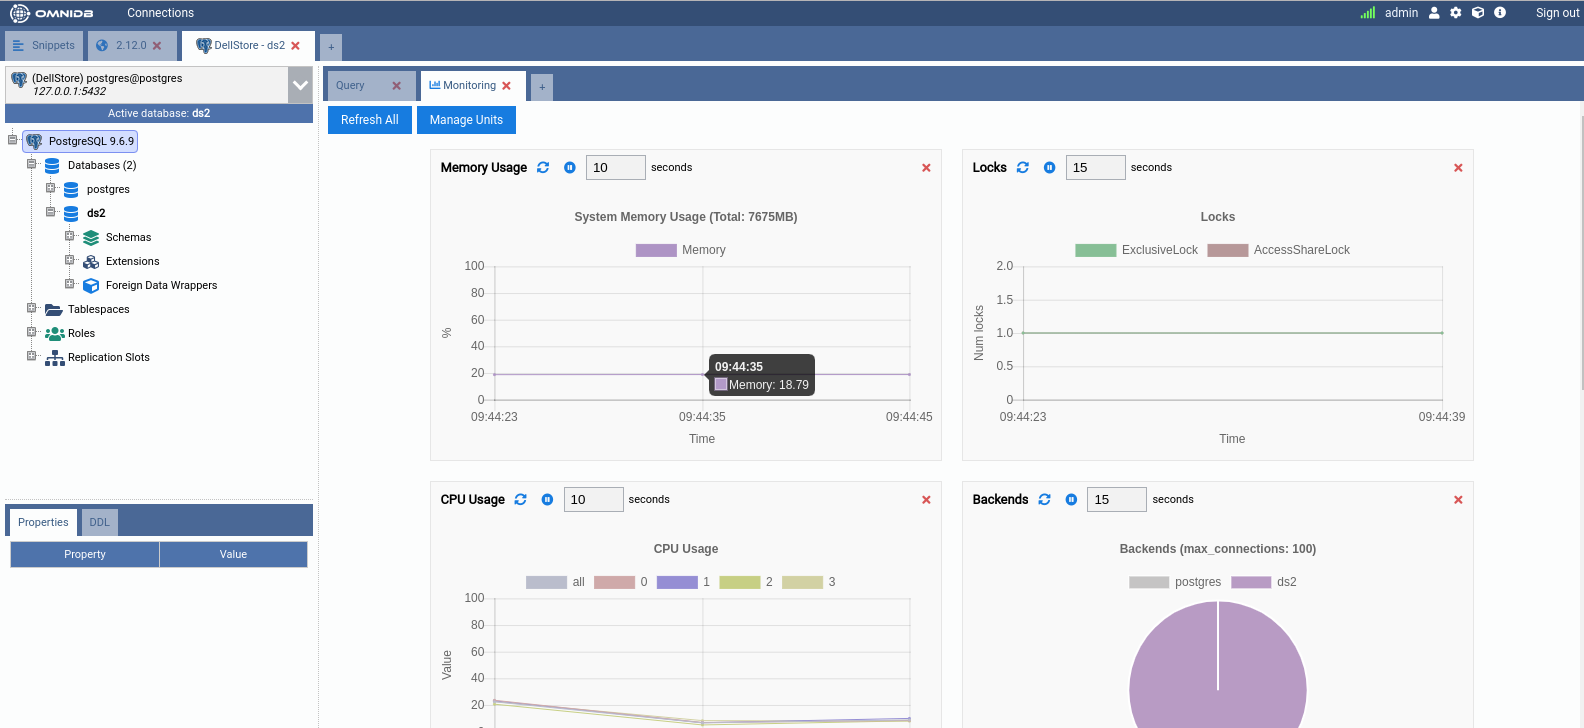 OMNIDB Connections admin Sign out
Snippets 2.12.0 DellStore - ds2 +
(DellStore) postgres@postgres
127.0.0.1:5432
Active database: ds2
PostgreSQL 9.6.9
Databases (2)
postgres
ds2
Schemas
Extensions
Foreign Data Wrappers
Tablespaces
Roles
Replication Slots
Properties DDL
Property Value
Query Monitoring +
Refresh All Manage Units
Memory Usage 10 seconds
System Memory Usage (Total: 7675MB)
Memory
100
80
60
40
20
0
%
09:44:35
Memory: 18.79
09:44:23 09:44:35 09:44:45
Time
Locks 15 seconds
Locks
ExclusiveLock AccessShareLock
2.0
1.5
1.0
0.5
0
Num locks
09:44:23 09:44:39
Time
CPU Usage 10 seconds
CPU Usage
all 0 1 2 3
100
80
60
40
20
Value
Backends 15 seconds
Backends (max_connections: 100)
postgres ds2